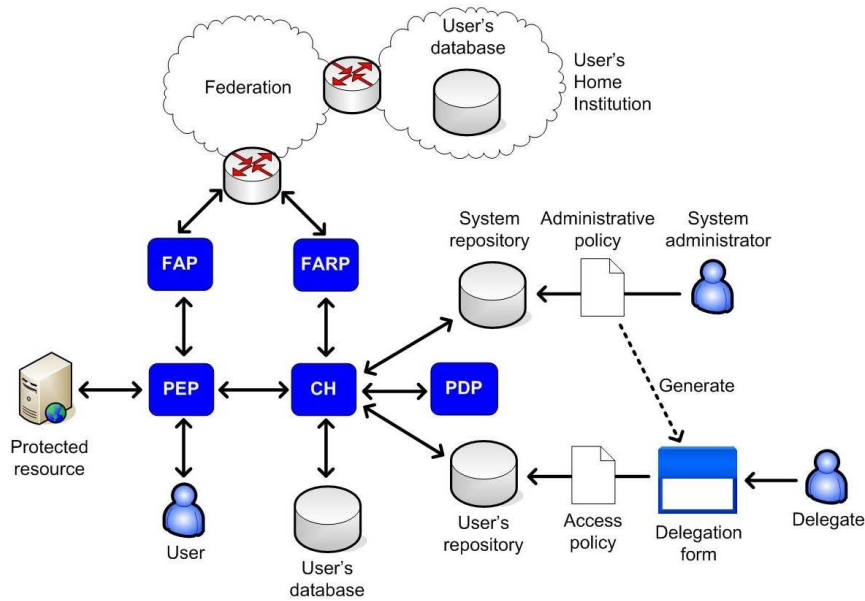 User's
database
User's
Home
Institution
Federation
System
repository
Administrative
policy
System
administrator
FAP
FARP
Generate
PEP
CH
PDP
Protected
resource
User
User's
database
User's
repository
Access
policy
Delegation
form
Delegate